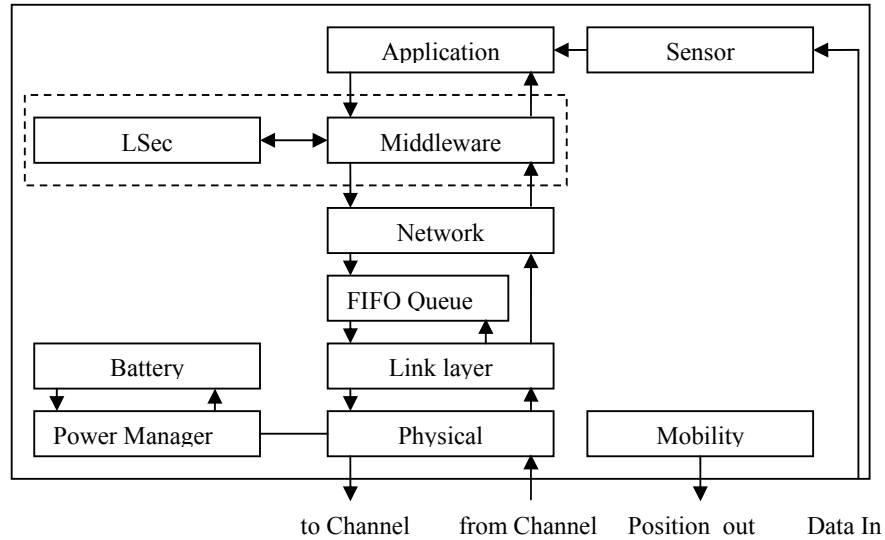 Application
Sensor
LSec
Middleware
Network
FIFO Queue
Battery
Link layer
Power Manager
Physical
Mobility
to Channel
from Channel
Position out
Data In